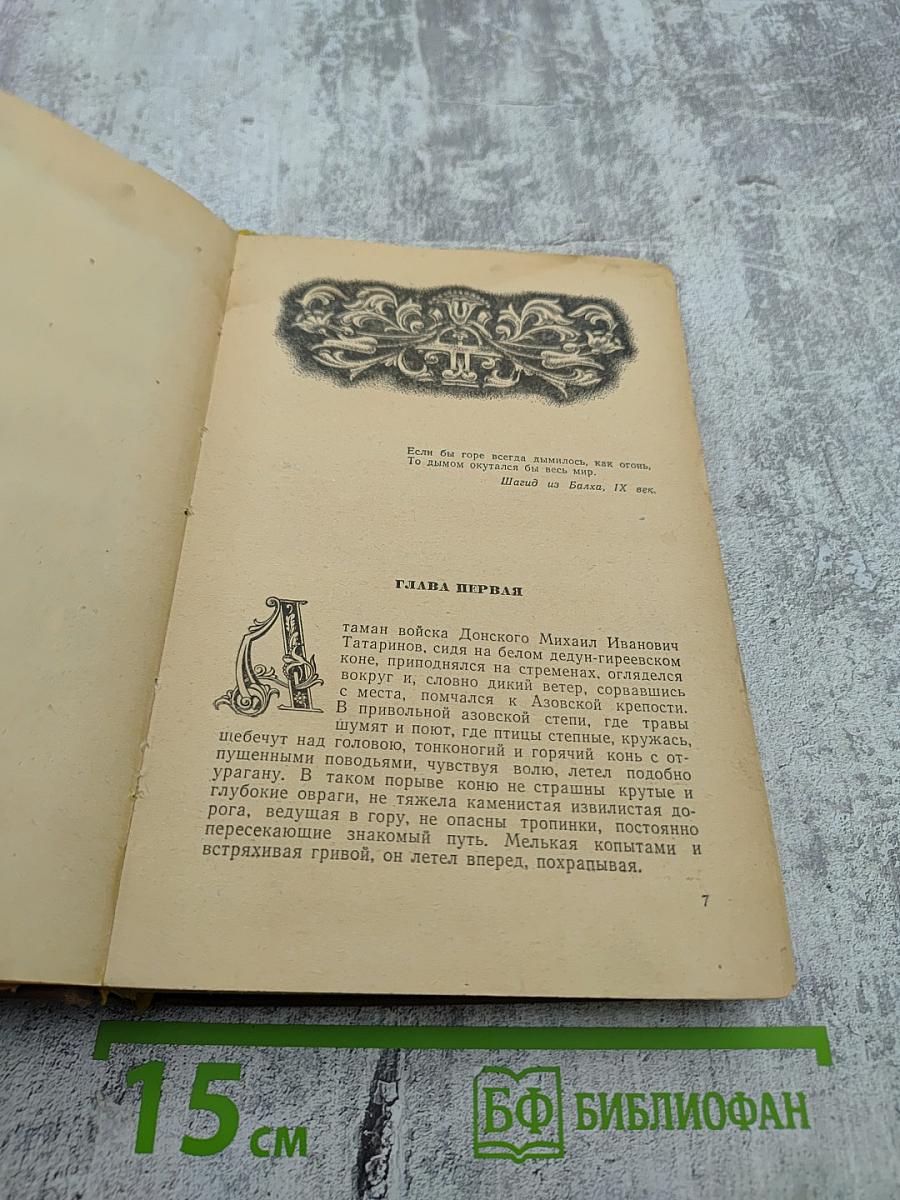 Если бы горе всегда дымилось, как огонь,
То дымом окутался бы весь мир.
Шагид из Балха, IX век.
ГЛАВА ПЕРВАЯ
Атаман войска Донского Михаил Иванович
Татаринов, сидя на белом дедун-гиреевском
коне, приподнялся на стременах, огляделся
вокруг и, словно дикий ветер, сорвавшись
с места, помчался к Азовской крепости.
В привольной азовской степи, где травы
шумят и поют, где птицы степные, кружась,
щебечут над головою, тонконогий и горячий конь с от-
пущенными поводьями, чувствуя волю, летел подобно
урагану. В таком порыве коню не страшны крутые и
глубокие овраги, не тяжела каменистая извилистая до-
рога, ведущая в гору, не опасны тропинки, постоянно
пересекающие знакомый путь. Мелькая копытами и
встряхивая гривой, он летел вперед, похрапывая.
7
15 см
БФ БИБЛИОФАН